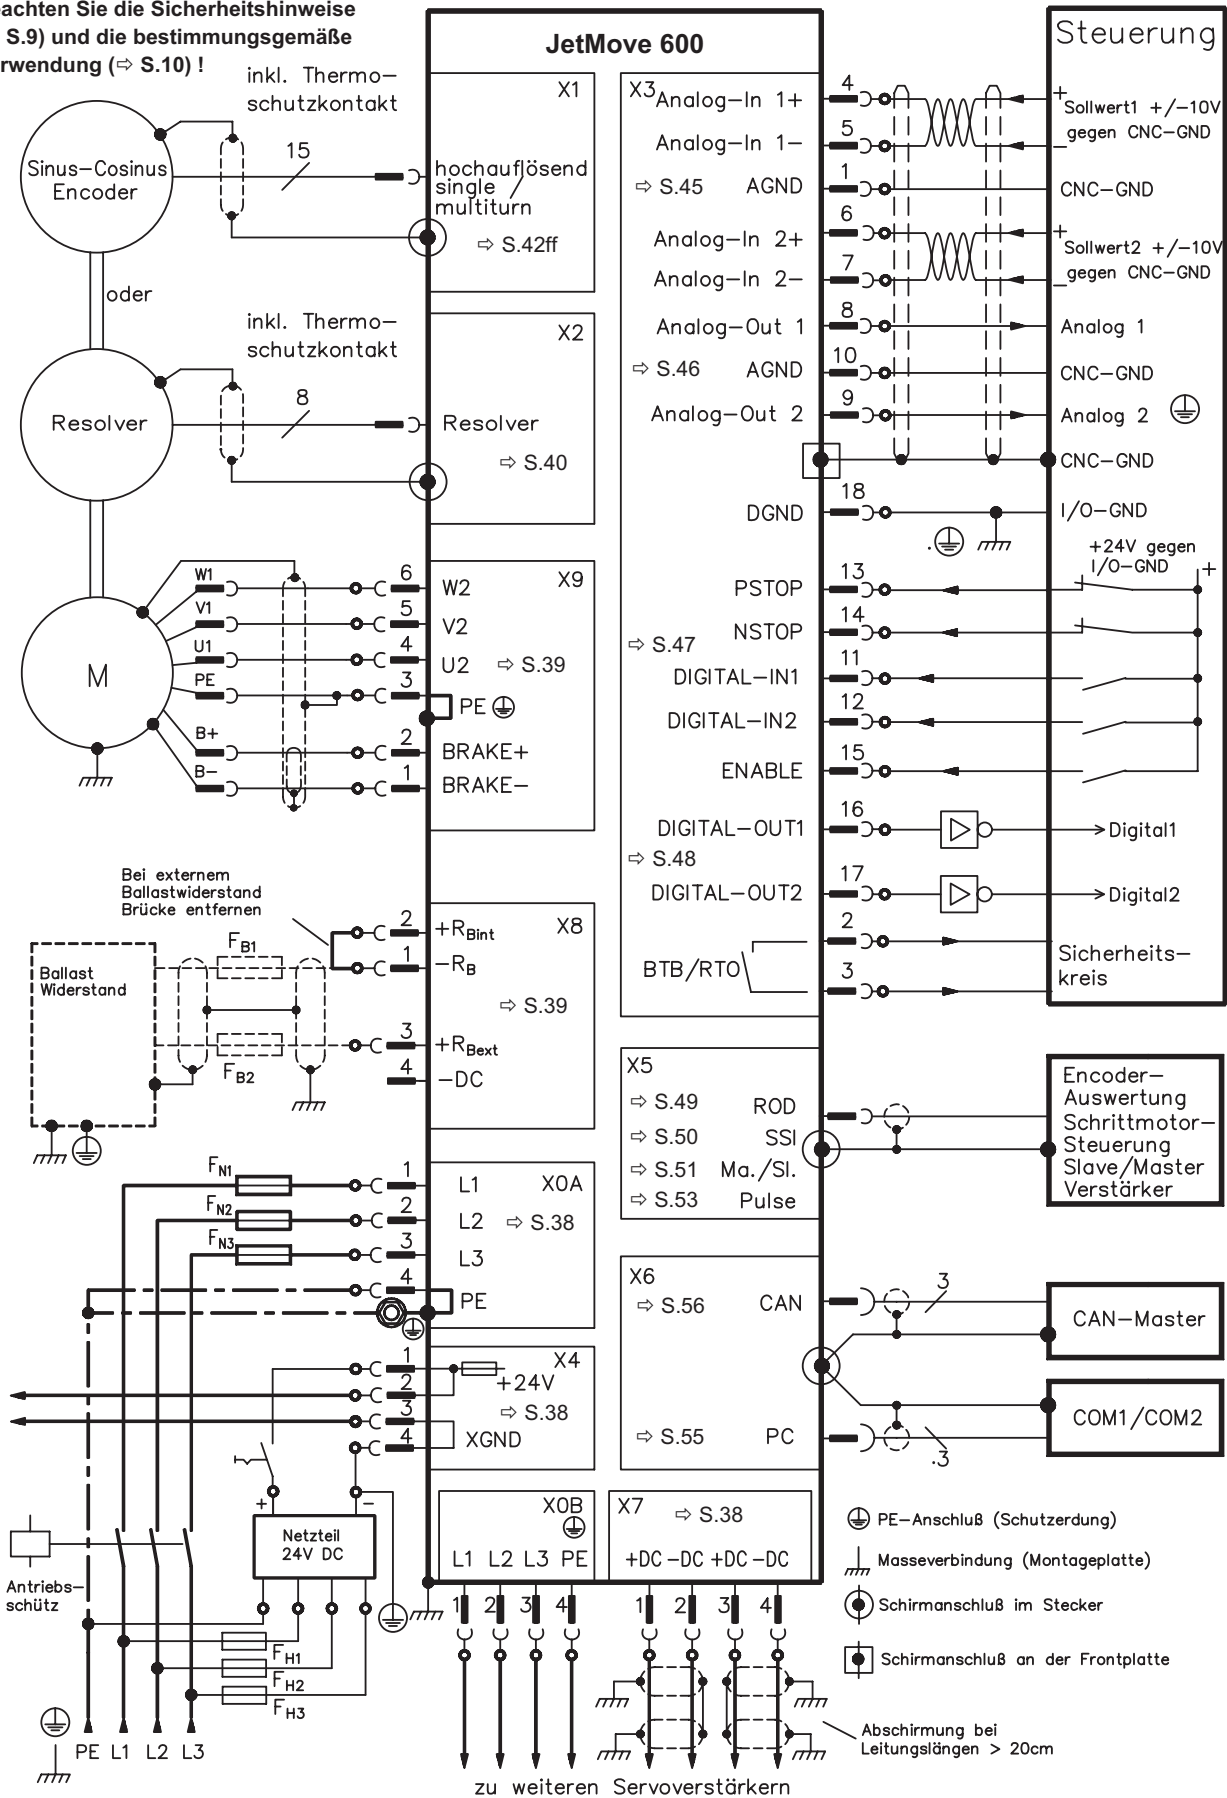 eachten Sie die Sicherheitshinweise
S.9) und die bestimmungsgemäße
rwendung (⇨ S.10) !
JetMove 600
Steuerung
inkl. Thermo-
schutzkontakt
Sinus-Cosinus
Encoder
15
X1
hochauflösend
single /
multiturn
⇨ S.42ff
oder
inkl. Thermo-
schutzkontakt
Resolver
8
X2
Resolver
⇨ S.40
M
W1
V1
U1
PE
B+
B-
6
5
4
3
2
1
X9
W2
V2
U2
⇨ S.39
PE
BRAKE+
BRAKE-
Bei externem
Ballastwiderstand
Brücke entfernen
Ballast
Widerstand
FB1
FB2
2
1
3
4
X8
+RBint
-RB
⇨ S.39
+RBext
-DC
FN1
FN2
FN3
1
2
3
4
X0A
L1
L2
⇨ S.38
L3
PE
1
2
3
4
X4
+24V
⇨ S.38
XGND
+
-
Netzteil
24V DC
Antriebs-
schütz
FH1
FH2
FH3
PE L1 L2 L3
X3
Analog-In 1+
4
+
Sollwert1 +/-10V
gegen CNC-GND
Analog-In 1-
5
-
⇨ S.45
AGND
1
CNC-GND
Analog-In 2+
6
+
Sollwert2 +/-10V
gegen CNC-GND
Analog-In 2-
7
-
Analog-Out 1
8
Analog 1
⇨ S.46
AGND
10
CNC-GND
Analog-Out 2
9
Analog 2
CNC-GND
DGND
18
I/O-GND
+24V gegen
I/O-GND
+
PSTOP
13
NSTOP
14
⇨ S.47
DIGITAL-IN1
11
DIGITAL-IN2
12
ENABLE
15
DIGITAL-OUT1
16
Digital1
⇨ S.48
DIGITAL-OUT2
17
Digital2
BTB/RTO
2
3
Sicherheits-
kreis
X5
⇨ S.49
ROD
⇨ S.50
SSI
⇨ S.51
Ma./Sl.
⇨ S.53
Pulse
Encoder-
Auswertung
Schrittmotor-
Steuerung
Slave/Master
Verstärker
X6
⇨ S.56
CAN
3
CAN-Master
⇨ S.55
PC
.3
COM1/COM2
X0B
L1 L2 L3 PE
1 2 3 4
X7
⇨ S.38
+DC -DC +DC -DC
1 2 3 4
PE-Anschluß (Schutzerdung)
Masseverbindung (Montageplatte)
Schirmanschluß im Stecker
Schirmanschluß an der Frontplatte
Abschirmung bei
Leitungslängen > 20cm
zu weiteren Servoverstärkern